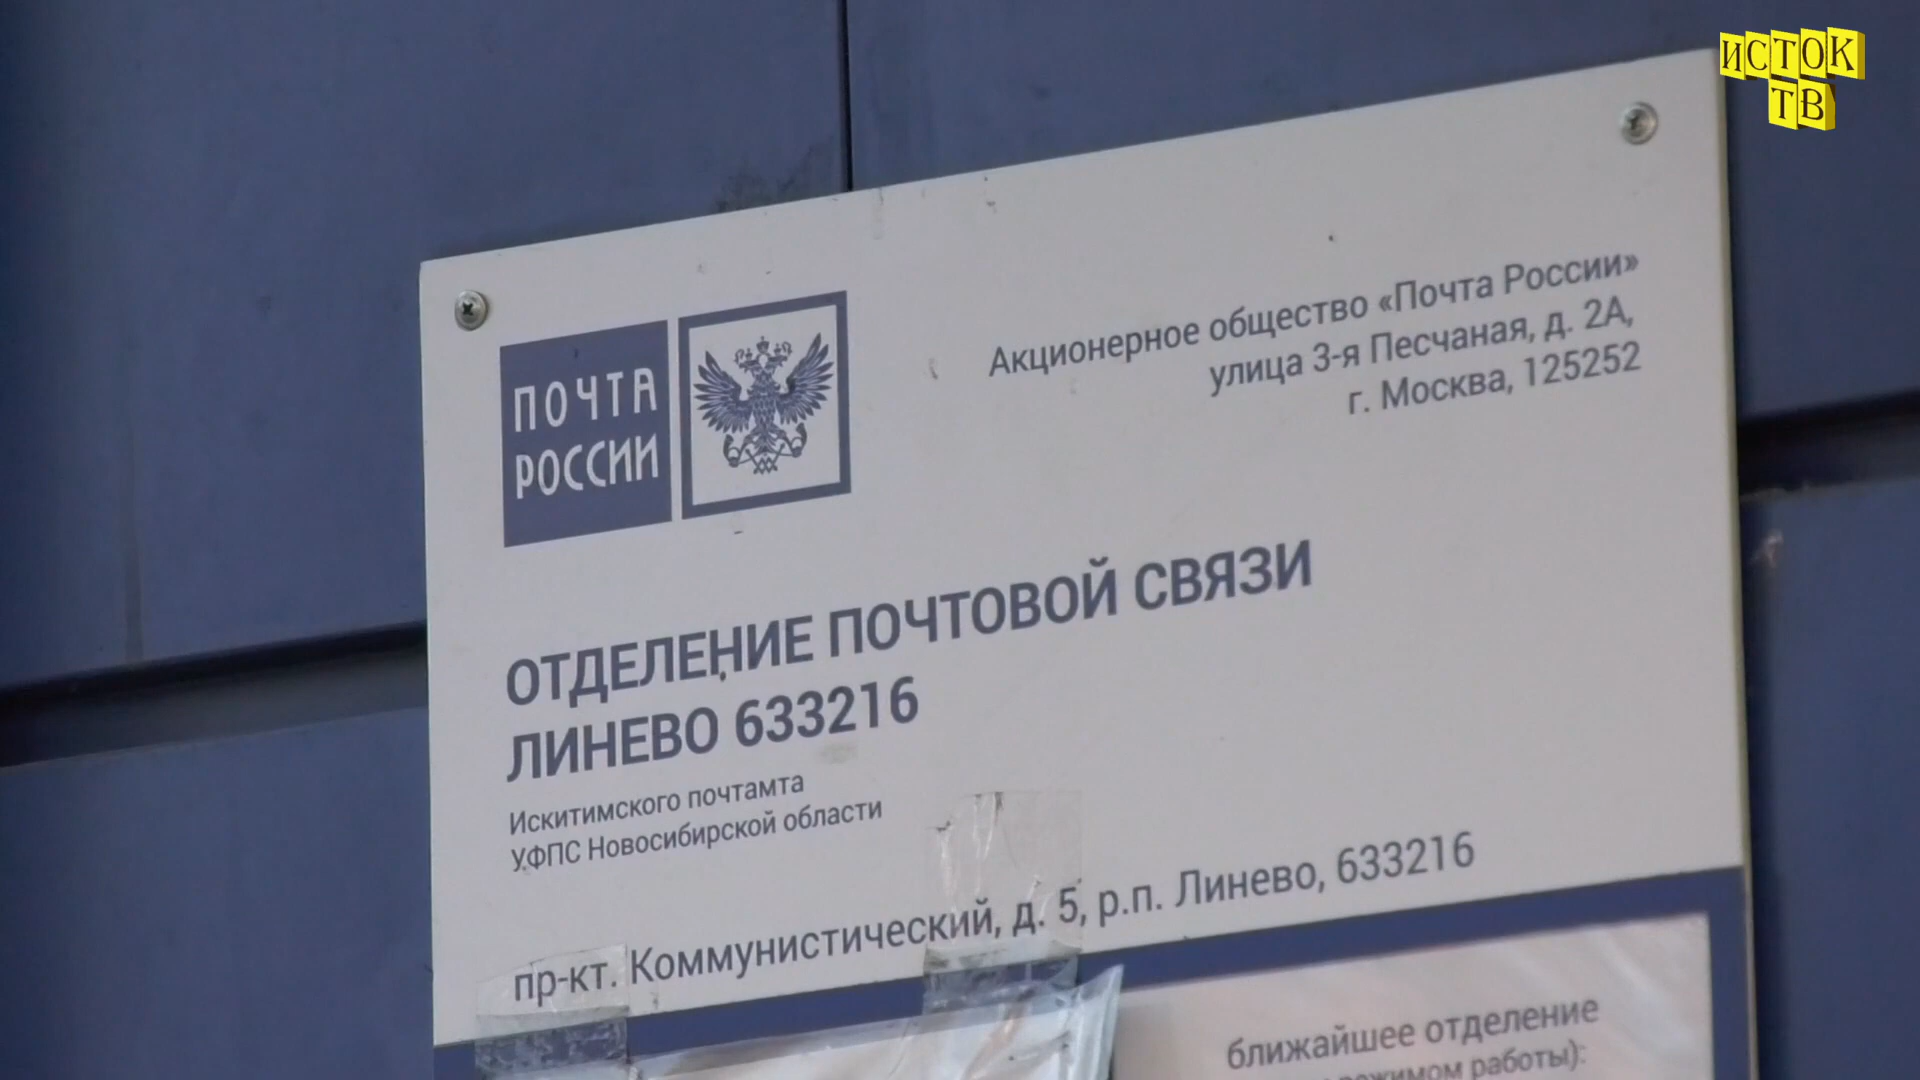 ИСТОК
ТВ
ПОЧТА
РОССИИ
Акционерное общество «Почта России»
улица 3-я Песчаная, д. 2А,
г. Москва, 125252
ОТДЕЛЕНИЕ ПОЧТОВОЙ СВЯЗИ
ЛИНЕВО 633216
Искитимского почтамта
УФПС Новосибирской области
пр-кт. Коммунистический, д. 5, р.п. Линево, 633216
ближайшее отделение
работы):